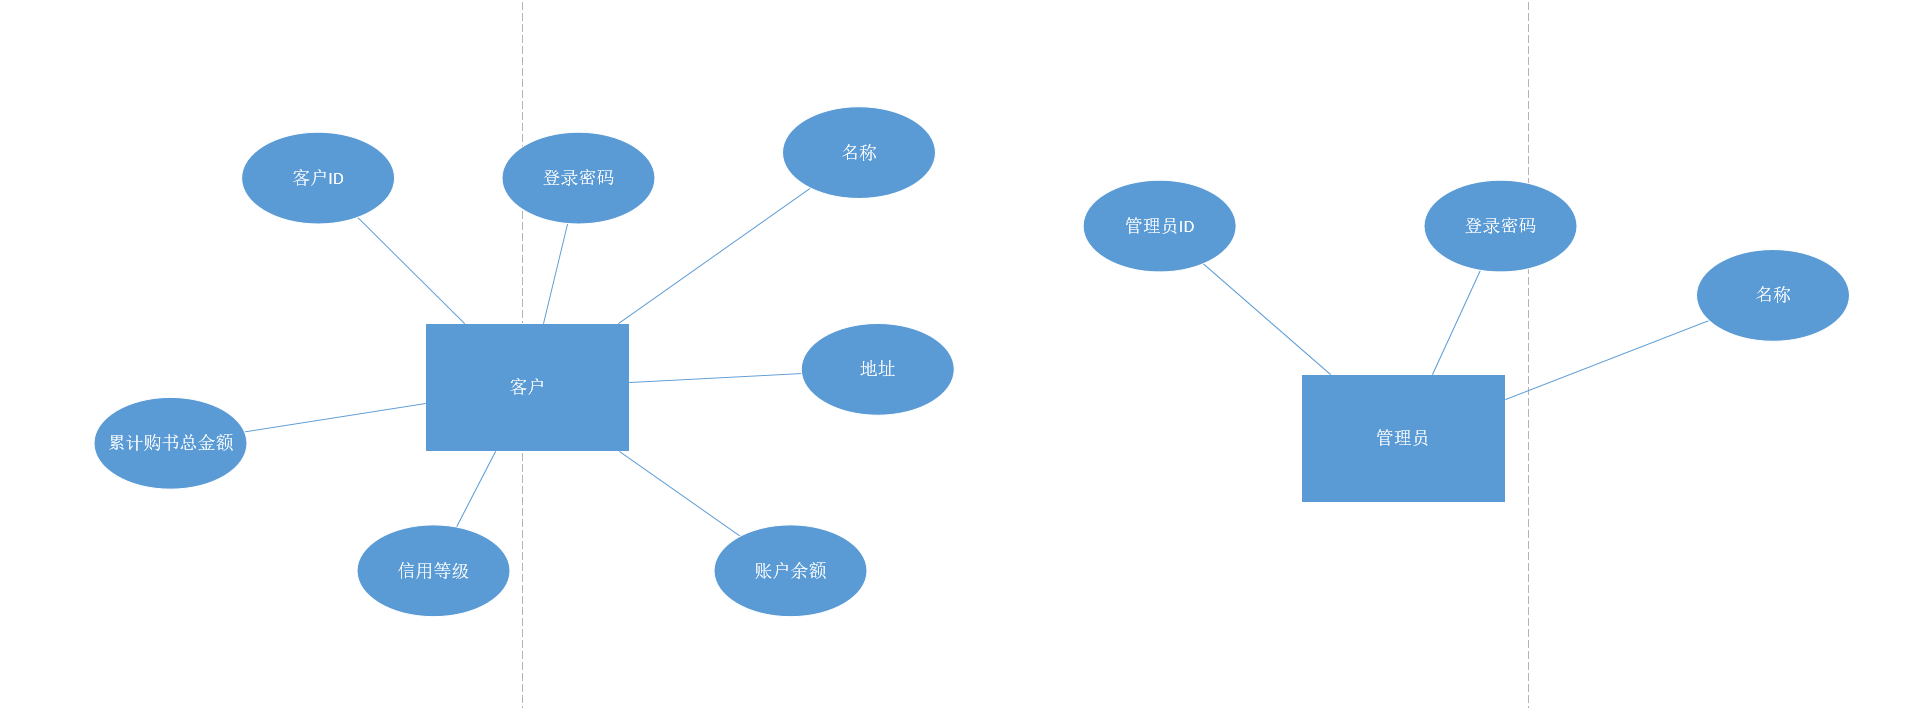 名称
客户ID
登录密码
管理员ID
登录密码
名称
地址
客户
管理员
累计购书总金额
信用等级
账户余额